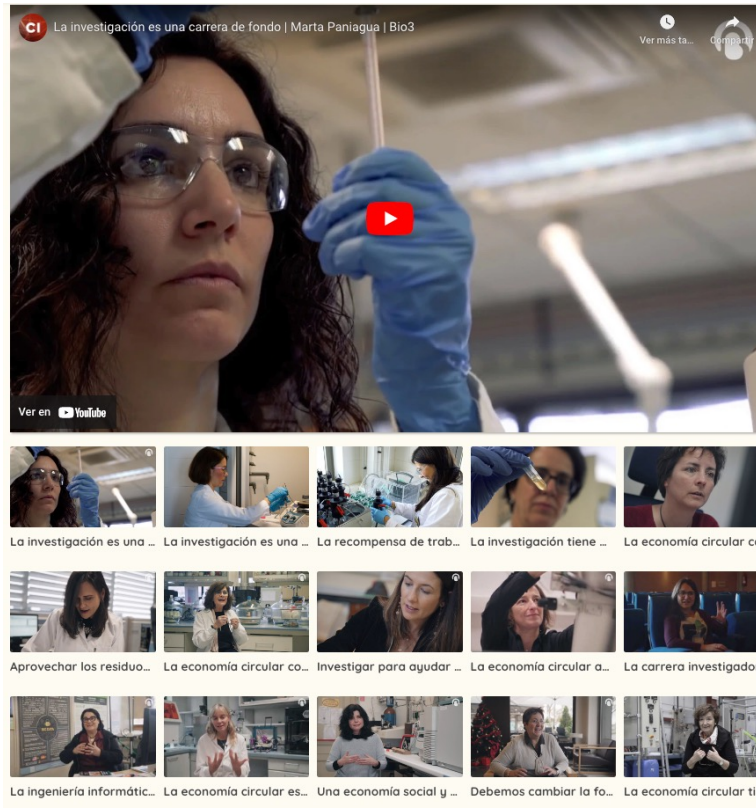 CI
La investigación es una carrera de fondo | Marta Paniagua | Bio3
Ver más ta...
Compartir
Ver en YouTube
La investigación es una ...
La investigación es una ...
La recompensa de trab...
La investigación tiene ...
La economía circular c
Aprovechar los residuo...
La economía circular co...
Investigar para ayudar ...
La economía circular a...
La carrera investigado
La ingeniería informátic...
La economía circular es...
Una economía social y ...
Debemos cambiar la fo...
La economía circular ti